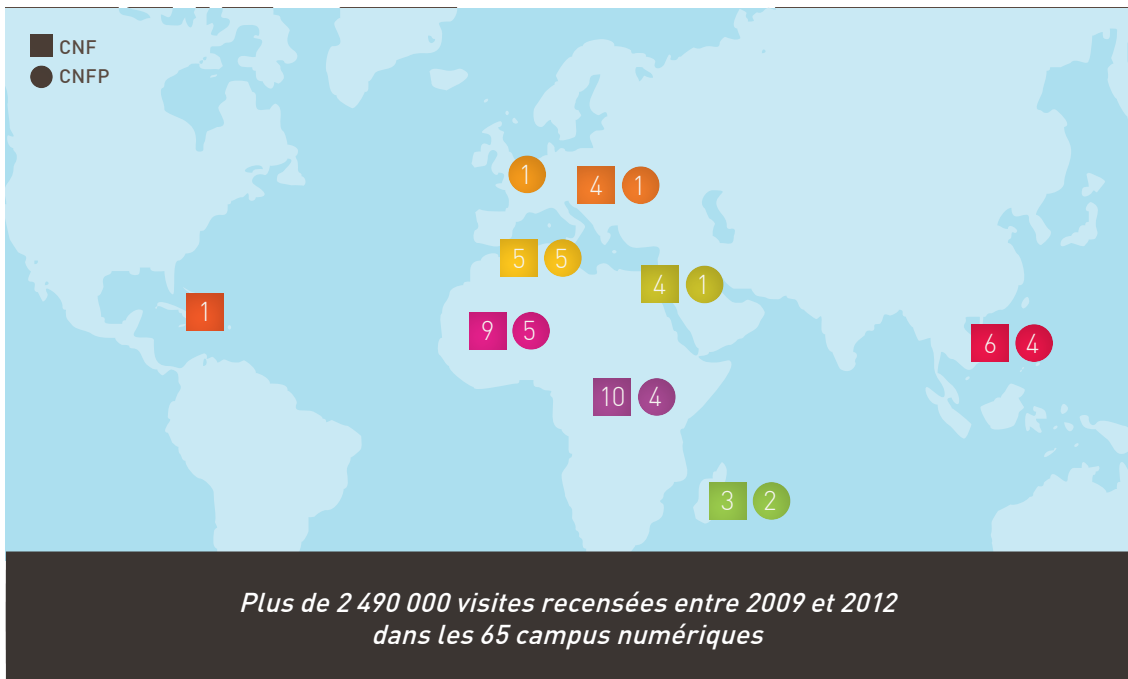 CNF
CNFP
1
4 1
5 5
4 1
1
9 5
6 4
10 4
3 2
Plus de 2 490 000 visites recensées entre 2009 et 2012
dans les 65 campus numériques